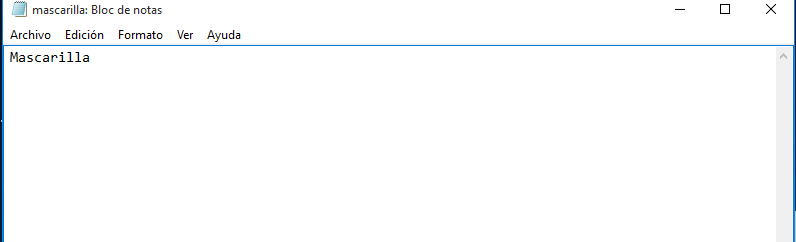 mascarilla: Bloc de notas
Archivo Edición Formato Ver Ayuda
Mascarilla